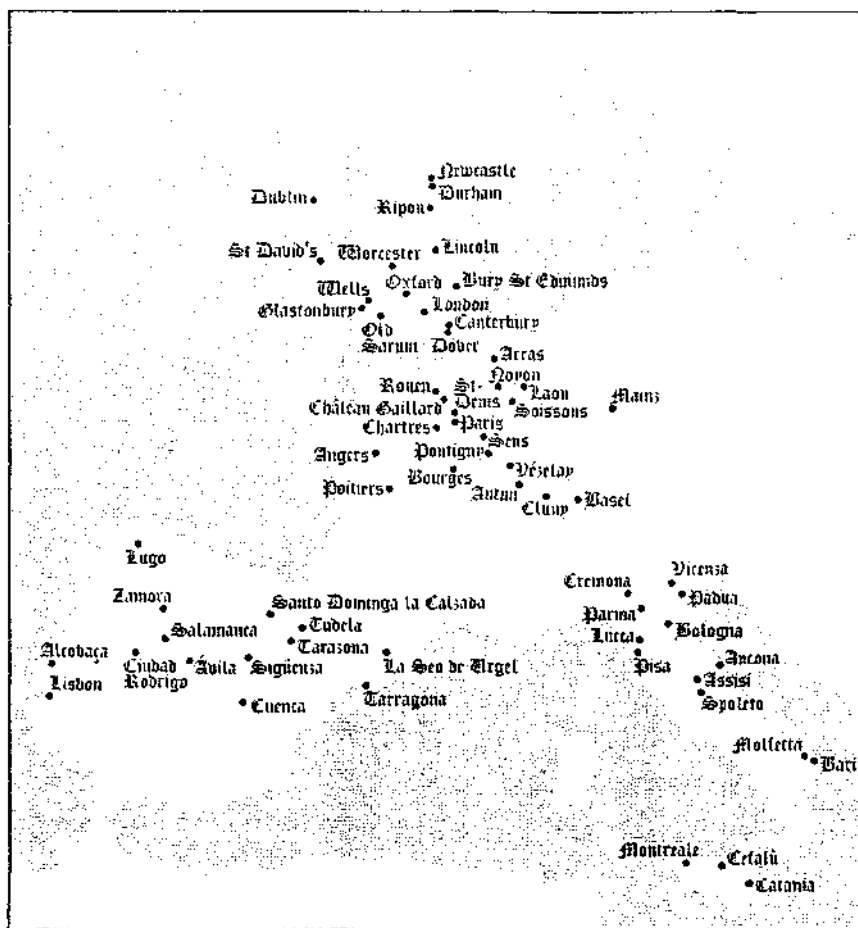 Newcastle
Durham
Dublin
Ripon
Lincoln
St David's
Worcester
Bury St Edmunds
Oxford
Wells
London
Glastonbury
Canterbury
Old
Sarum
Dover
Arras
Noyon
Rouen
St-
Denis
Laon
Mainz
Château Gaillard
Soissons
Paris
Chartres
Sens
Angers
Pontigny
Vézelay
Bourges
Poitiers
Autun
Cluny
Basel
Lugo
Vicenza
Cremona
Padua
Zamora
Santo Dominga la Calzada
Parma
Tudela
Bologna
Salamanca
Lucca
Tarazona
Alcobaça
Ciudad
Rodrigo
Ávila
Sigüenza
La Seo de Urgel
Pisa
Ancona
Lisbon
Assisi
Tarragona
Spoleto
Cuenca
Molfetta
Bari
Montreale
Cefalù
Catania